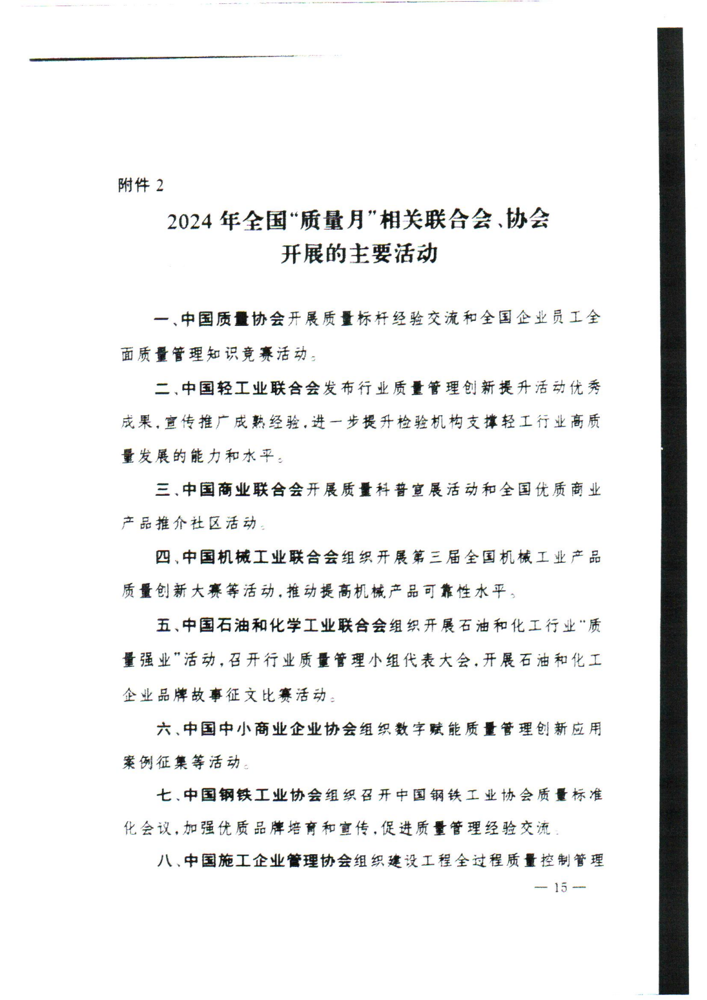 附件 2
2024 年全国“质量月”相关联合会、协会
开展的主要活动
一、中国质量协会开展质量标杆经验交流和全国企业员工全
面质量管理知识竞赛活动。
二、中国轻工业联合会发布行业质量管理创新提升活动优秀
成果,宣传推广成熟经验,进一步提升检验机构支撑轻工行业高质
量发展的能力和水平。
三、中国商业联合会开展质量科普宣展活动和全国优质商业
产品推介社区活动。
四、中国机械工业联合会组织开展第三届全国机械工业产品
质量创新大赛等活动,推动提高机械产品可靠性水平。
五、中国石油和化学工业联合会组织开展石油和化工行业“质
量强业”活动,召开行业质量管理小组代表大会,开展石油和化工
企业品牌故事征文比赛活动。
六、中国中小商业企业协会组织数字赋能质量管理创新应用
案例征集等活动。
七、中国钢铁工业协会组织召开中国钢铁工业协会质量标准
化会议,加强优质品牌培育和宣传,促进质量管理经验交流。
八、中国施工企业管理协会组织建设工程全过程质量控制管理
— 15 —